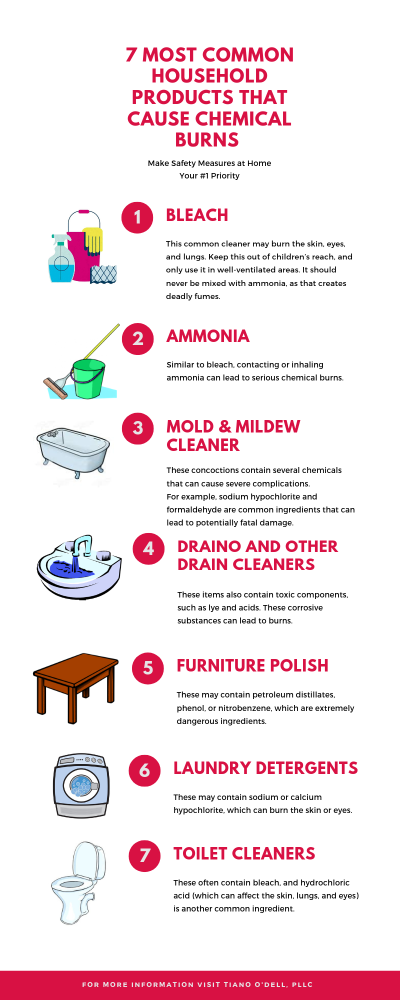 7 MOST COMMON
HOUSEHOLD
PRODUCTS THAT
CAUSE CHEMICAL
BURNS
Make Safety Measures at Home
Your #1 Priority
1
BLEACH
This common cleaner may burn the skin, eyes,
and lungs. Keep this out of children's reach, and
only use it in well-ventilated areas. It should
never be mixed with ammonia, as that creates
deadly fumes.
2
AMMONIA
Similar to bleach, contacting or inhaling
ammonia can lead to serious chemical burns.
3
MOLD & MILDEW
CLEANER
These concoctions contain several chemicals
that can cause severe complications.
For example, sodium hypochlorite and
formaldehyde are common ingredients that can
lead to potentially fatal damage.
4
DRAINO AND OTHER
DRAIN CLEANERS
These items also contain toxic components,
such as lye and acids. These corrosive
substances can lead to burns.
5
FURNITURE POLISH
These may contain petroleum distillates,
phenol, or nitrobenzene, which are extremely
dangerous ingredients.
6
LAUNDRY DETERGENTS
These may contain sodium or calcium
hypochlorite, which can burn the skin or eyes.
7
TOILET CLEANERS
These often contain bleach, and hydrochloric
acid (which can affect the skin, lungs, and eyes)
is another common ingredient.
FOR MORE INFORMATION VISIT TIANO O'DELL, PLLC